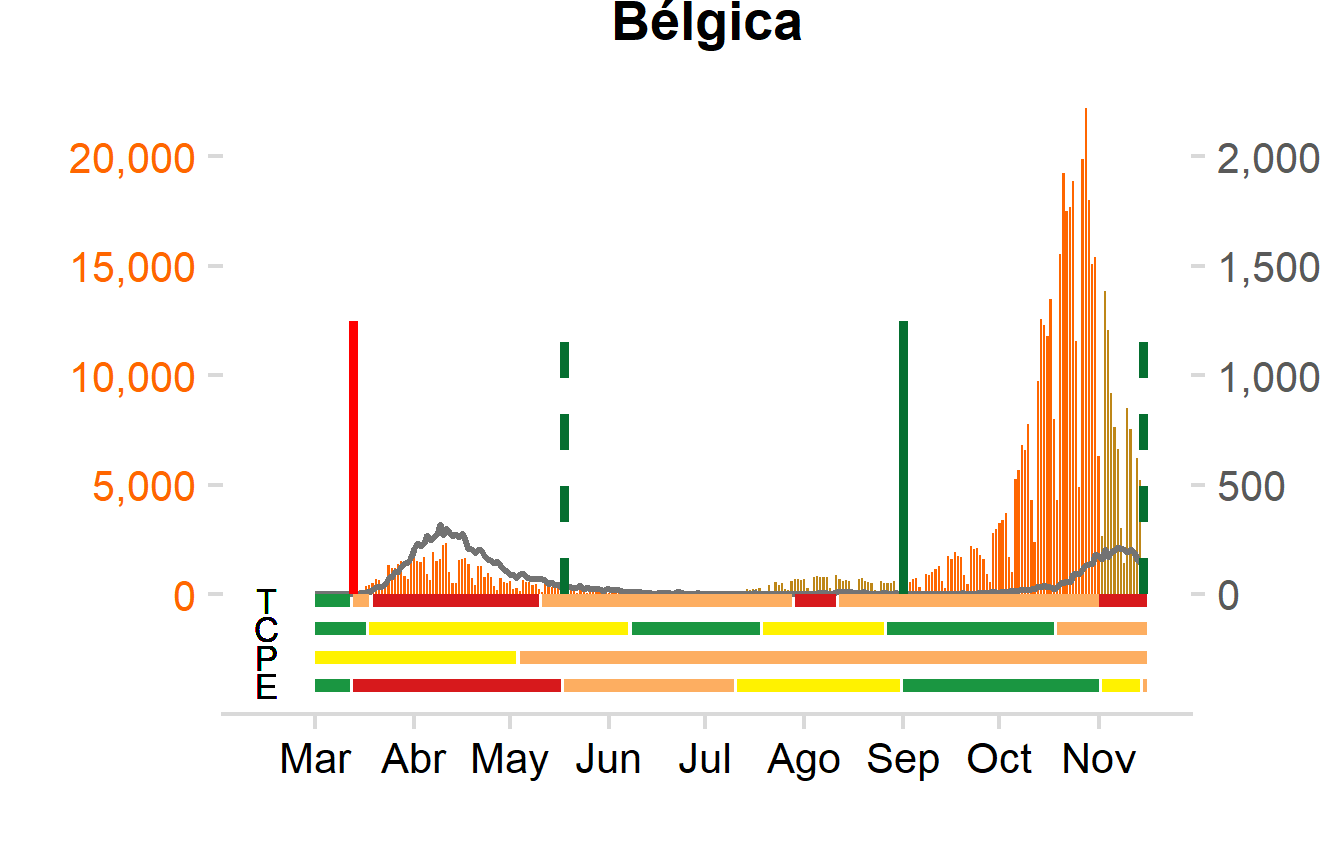 Bélgica
20,000 2,000
15,000 1,500
10,000 1,000
5,000 500
0 0
T
C
P
E
Mar Abr May Jun Jul Ago Sep Oct Nov